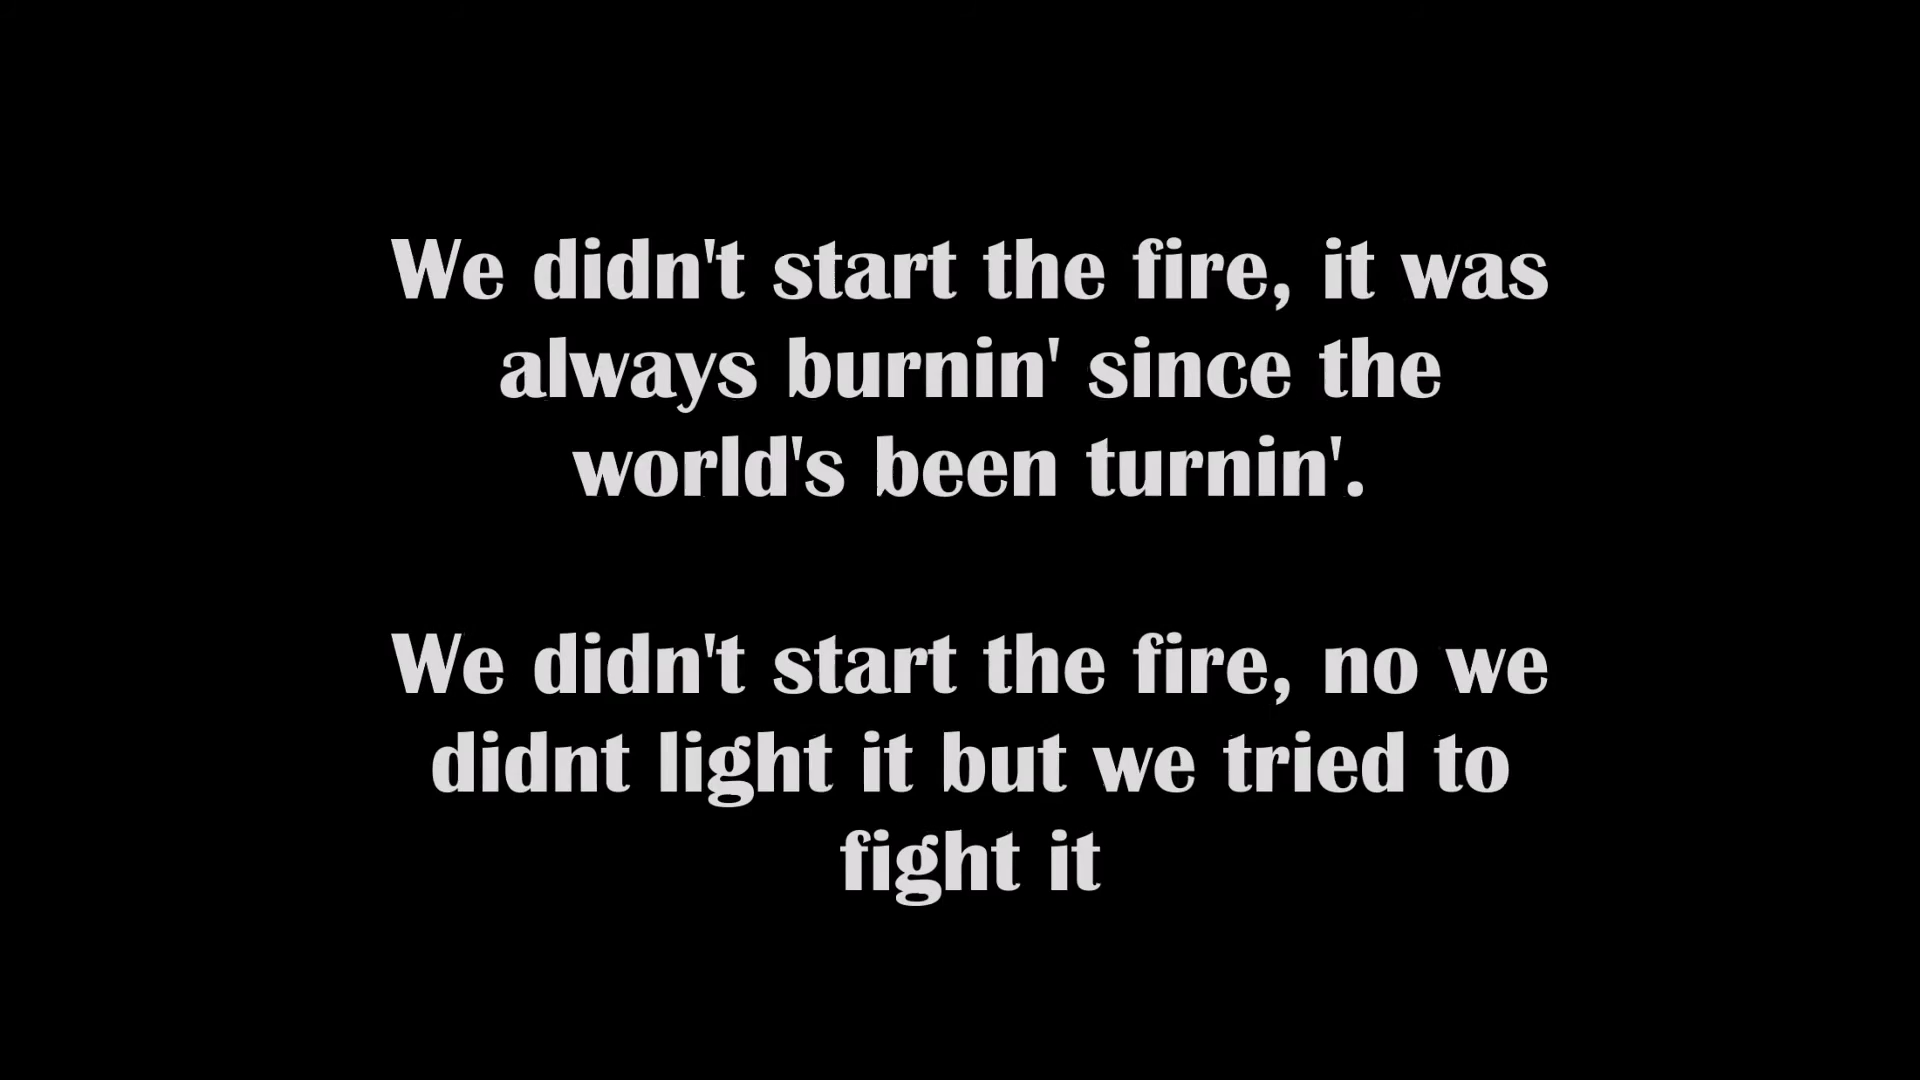 We didn't start the fire, it was
always burnin' since the
world's been turnin'.
We didn't start the fire, no we
didnt light it but we tried to
fight it